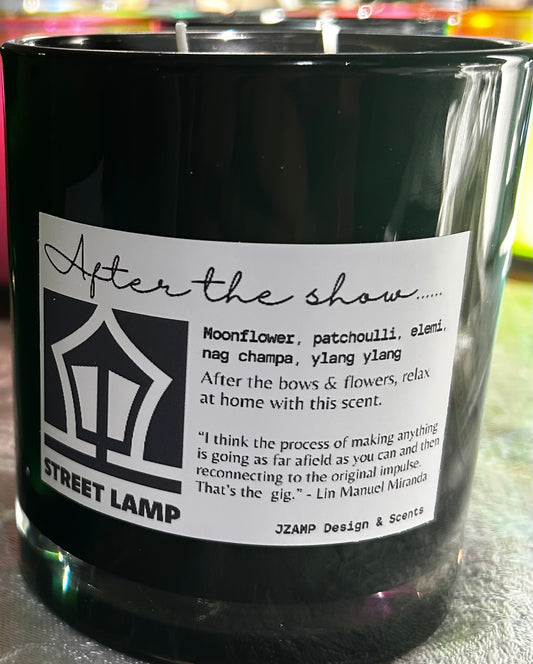 After the show......
Moonflower, patchoulli, elemi,
nag champa, ylang ylang
After the bows & flowers, relax
at home with this scent.
"I think the process of making anything
is going as far afield as you can and then
reconnecting to the original impulse.
That's the gig." - Lin Manuel Miranda
STREET LAMP
JZAMP Design & Scents